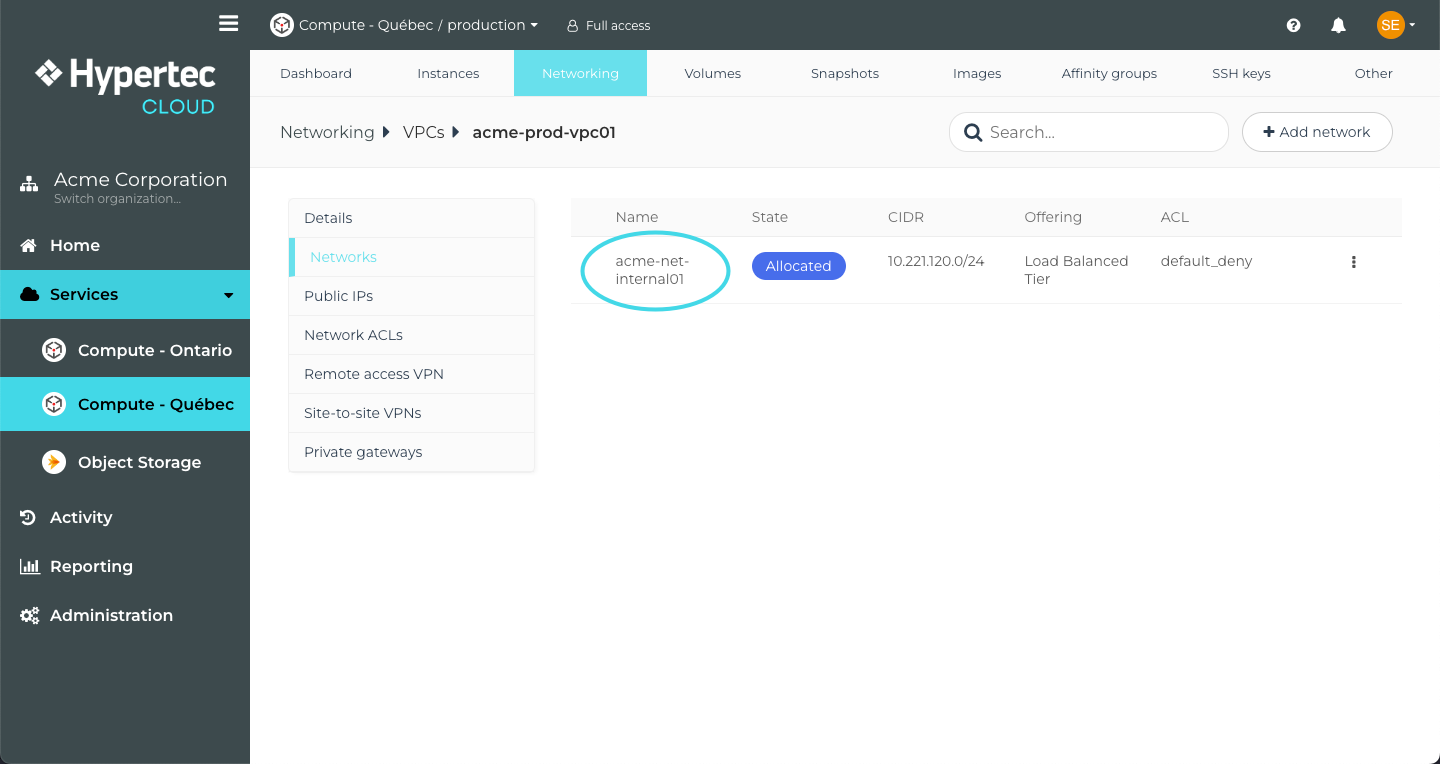 Compute - Québec / production
Full access
SE
Hypertec
CLOUD
Acme Corporation
Switch organization...
Home
Services
Compute - Ontario
Compute - Québec
Object Storage
Activity
Reporting
Administration
Dashboard
Instances
Networking
Volumes
Snapshots
Images
Affinity groups
SSH keys
Other
Networking
VPCs
acme-prod-vpc01
Search...
Add network
Details
Networks
Public IPs
Network ACLs
Remote access VPN
Site-to-site VPNs
Private gateways
Name State CIDR Offering ACL
acme-net-
internal01
Allocated
10.221.120.0/24
Load Balanced
Tier
default_deny